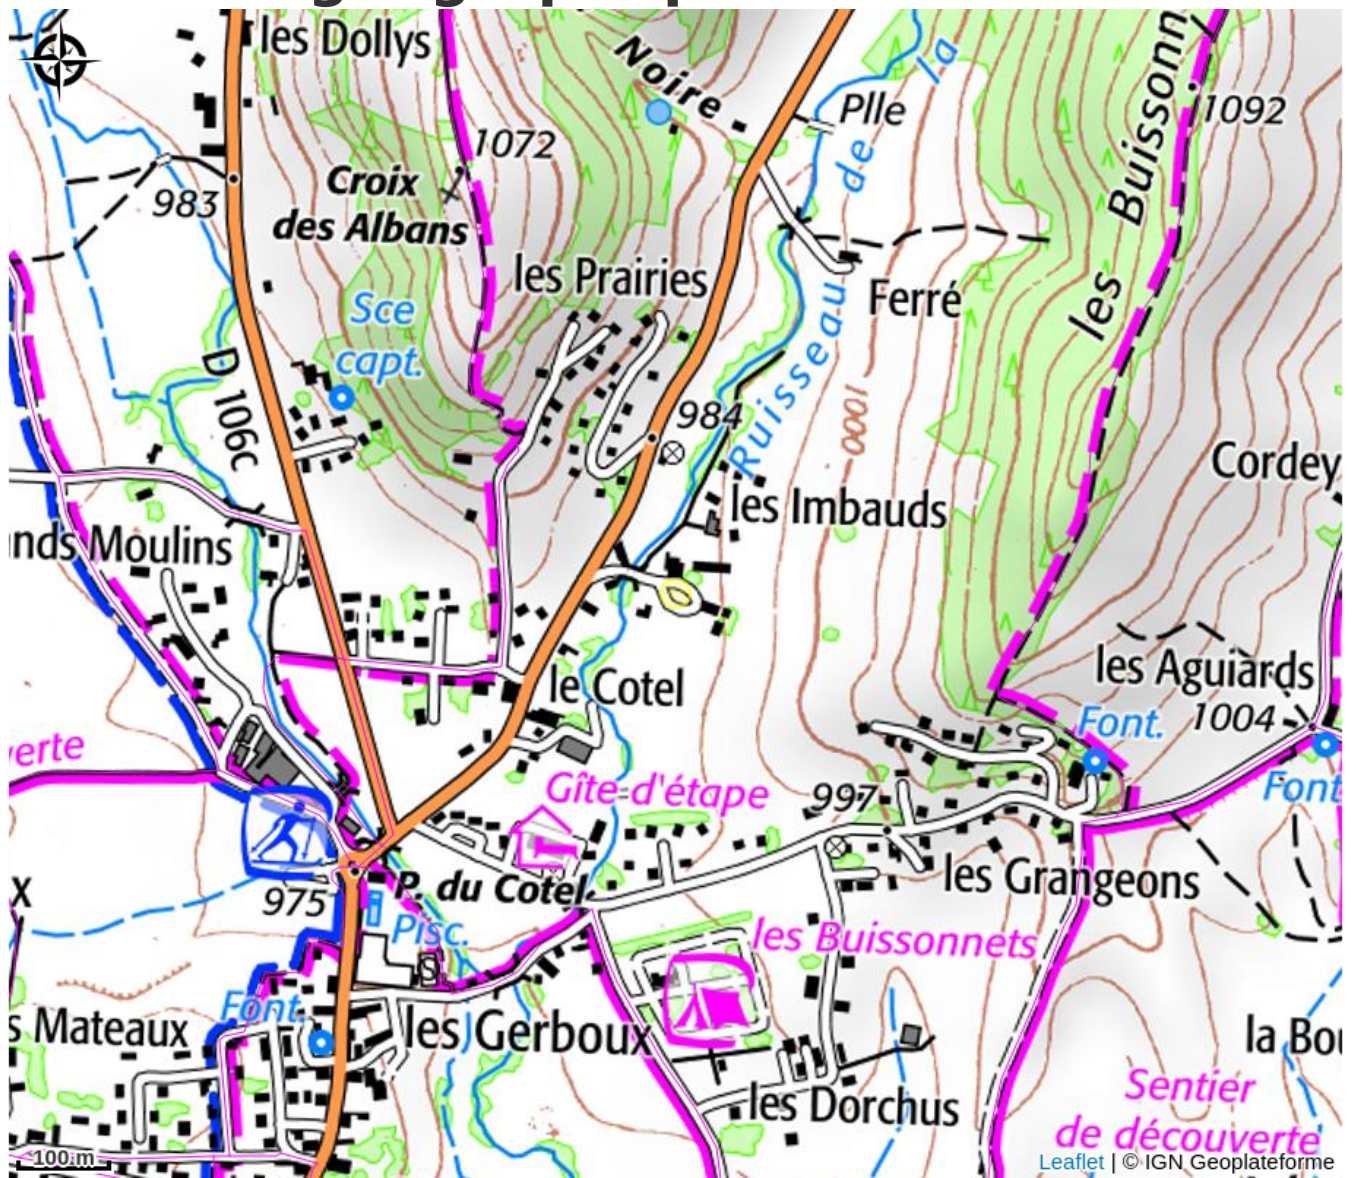 les Dollys
Noire
la
Plle
1092
1072
de
Croix
des Albans
983
les Buissonn
les Prairies
Ruisseau
Ferré
Sce
capt.
D 106c
984
1000
Cordey
les Imbauds
nds Moulins
les Aguiards
le Cotel
Font.
1004
verte
Gîte d'étape
997
Font
P. du Cotel
les Grangeons
x
975
Pisc.
les Buissonnets
Font.
s Mateaux
les Gerboux
la Bou
Sentier
de découverte
les Dorchus
100 m
Leaflet | © IGN Geoplateforme